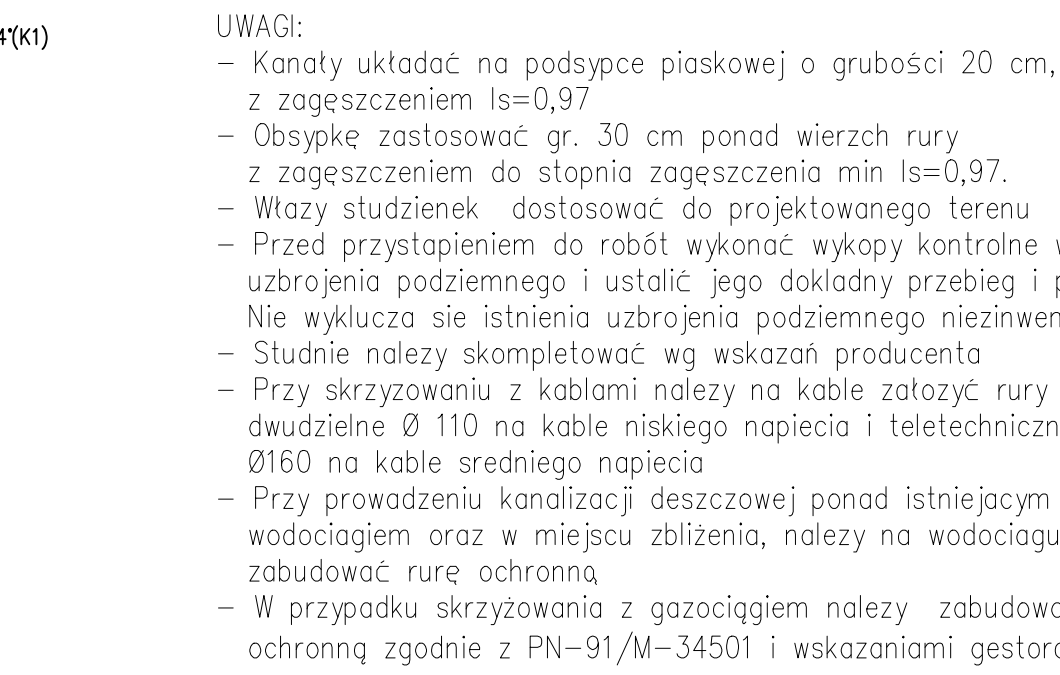 4°(K1)
UWAGI:
– Kanały układać na podsypce piaskowej o grubości 20 cm,
z zagęszczeniem Is=0,97
– Obsypkę zastosować gr. 30 cm ponad wierzch rury
z zagęszczeniem do stopnia zagęszczenia min Is=0,97.
– Włazy studzienek dostosować do projektowanego terenu
– Przed przystapieniem do robót wykonać wykopy kontrolne
uzbrojenia podziemnego i ustalić jego dokladny przebieg i
Nie wyklucza sie istnienia uzbrojenia podziemnego
– Studnie nalezy skompletować wg wskazań producenta
– Przy skrzyzowaniu z kablami nalezy na kable załozyć rury
dwudzielne Ø 110 na kable niskiego napiecia i
Ø160 na kable sredniego napiecia
– Przy prowadzeniu kanalizacji deszczowej ponad istniejacym
wodociagiem oraz w miejscu zbliżenia, nalezy na wodociagu
zabudować rurę ochronną
– W przypadku skrzyżowania z gazociągiem nalezy
ochronną zgodnie z PN–91/M–34501 i wskazaniami